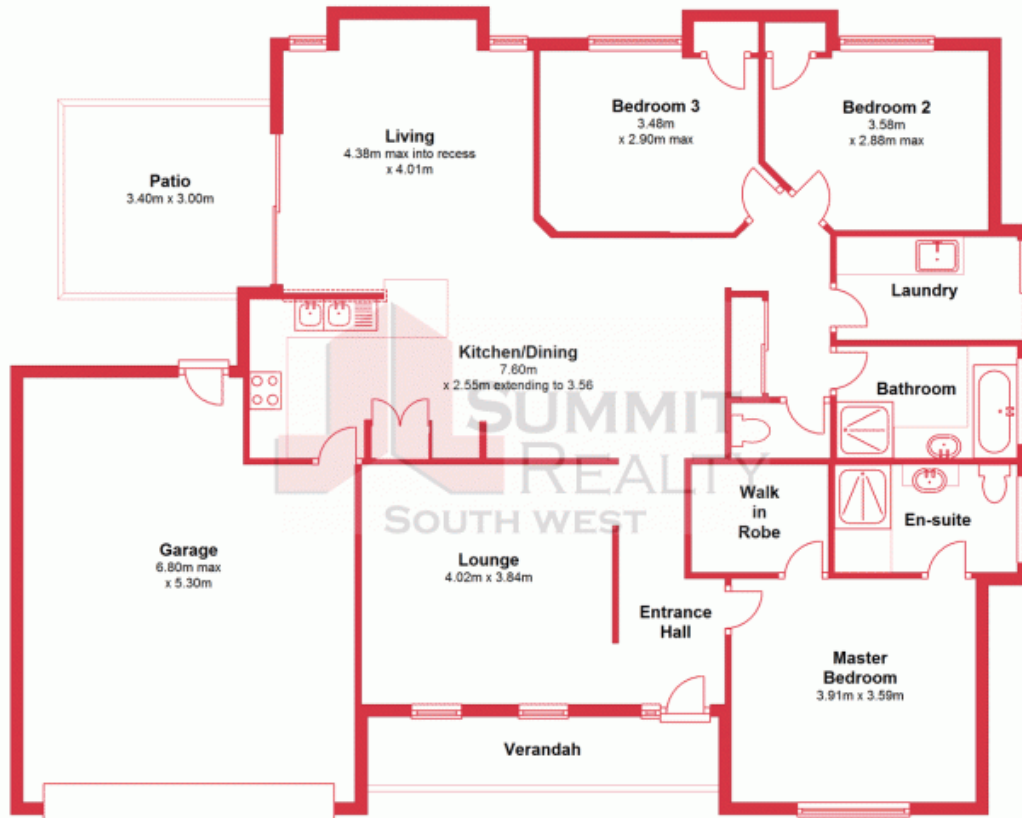 Living
4.38m max into recess
x 4.01m
Bedroom 3
3.48m
x 2.90m max
Bedroom 2
3.58m
x 2.88m max
Patio
3.40m x 3.00m
Laundry
Kitchen/Dining
7.60m
x 2.55m extending to 3.56
Bathroom
SUMMIT
REALTY
SOUTH WEST
Walk
in
Robe
En-suite
Garage
6.80m max
x 5.30m
Lounge
4.02m x 3.84m
Entrance
Hall
Master
Bedroom
3.91m x 3.59m
Verandah